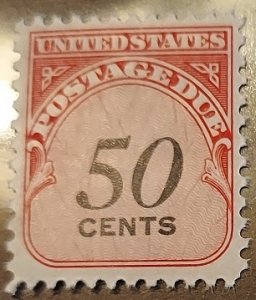 UNITED STATES
POSTAGE DUE
50
CENTS